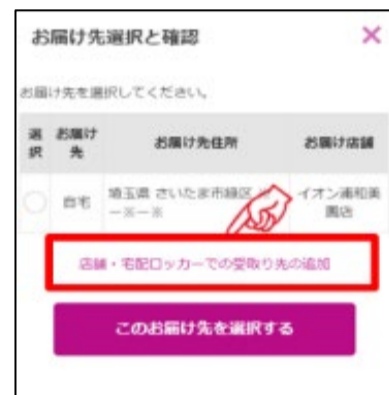 お届け先選択と確認
×
お届け先を選択してください。
選択 お届け先 お届け先住所 お届け店舗
自宅 埼玉県 さいたま市緑区 イオン浦和美園店
－※－※
店舗・宅配ロッカーでの受取り先の追加
このお届け先を選択する